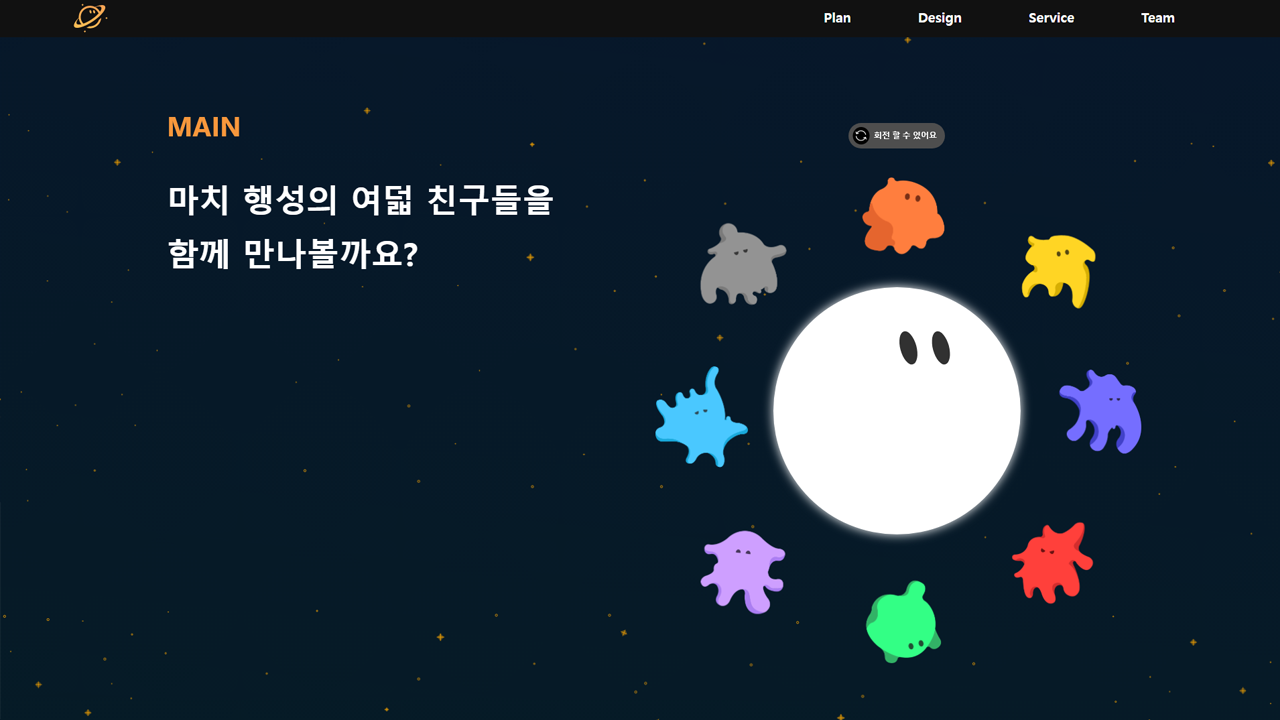 Plan Design Service Team
MAIN
마치 행성의 여덟 친구들을
함께 만나볼까요?
회전 할 수 있어요